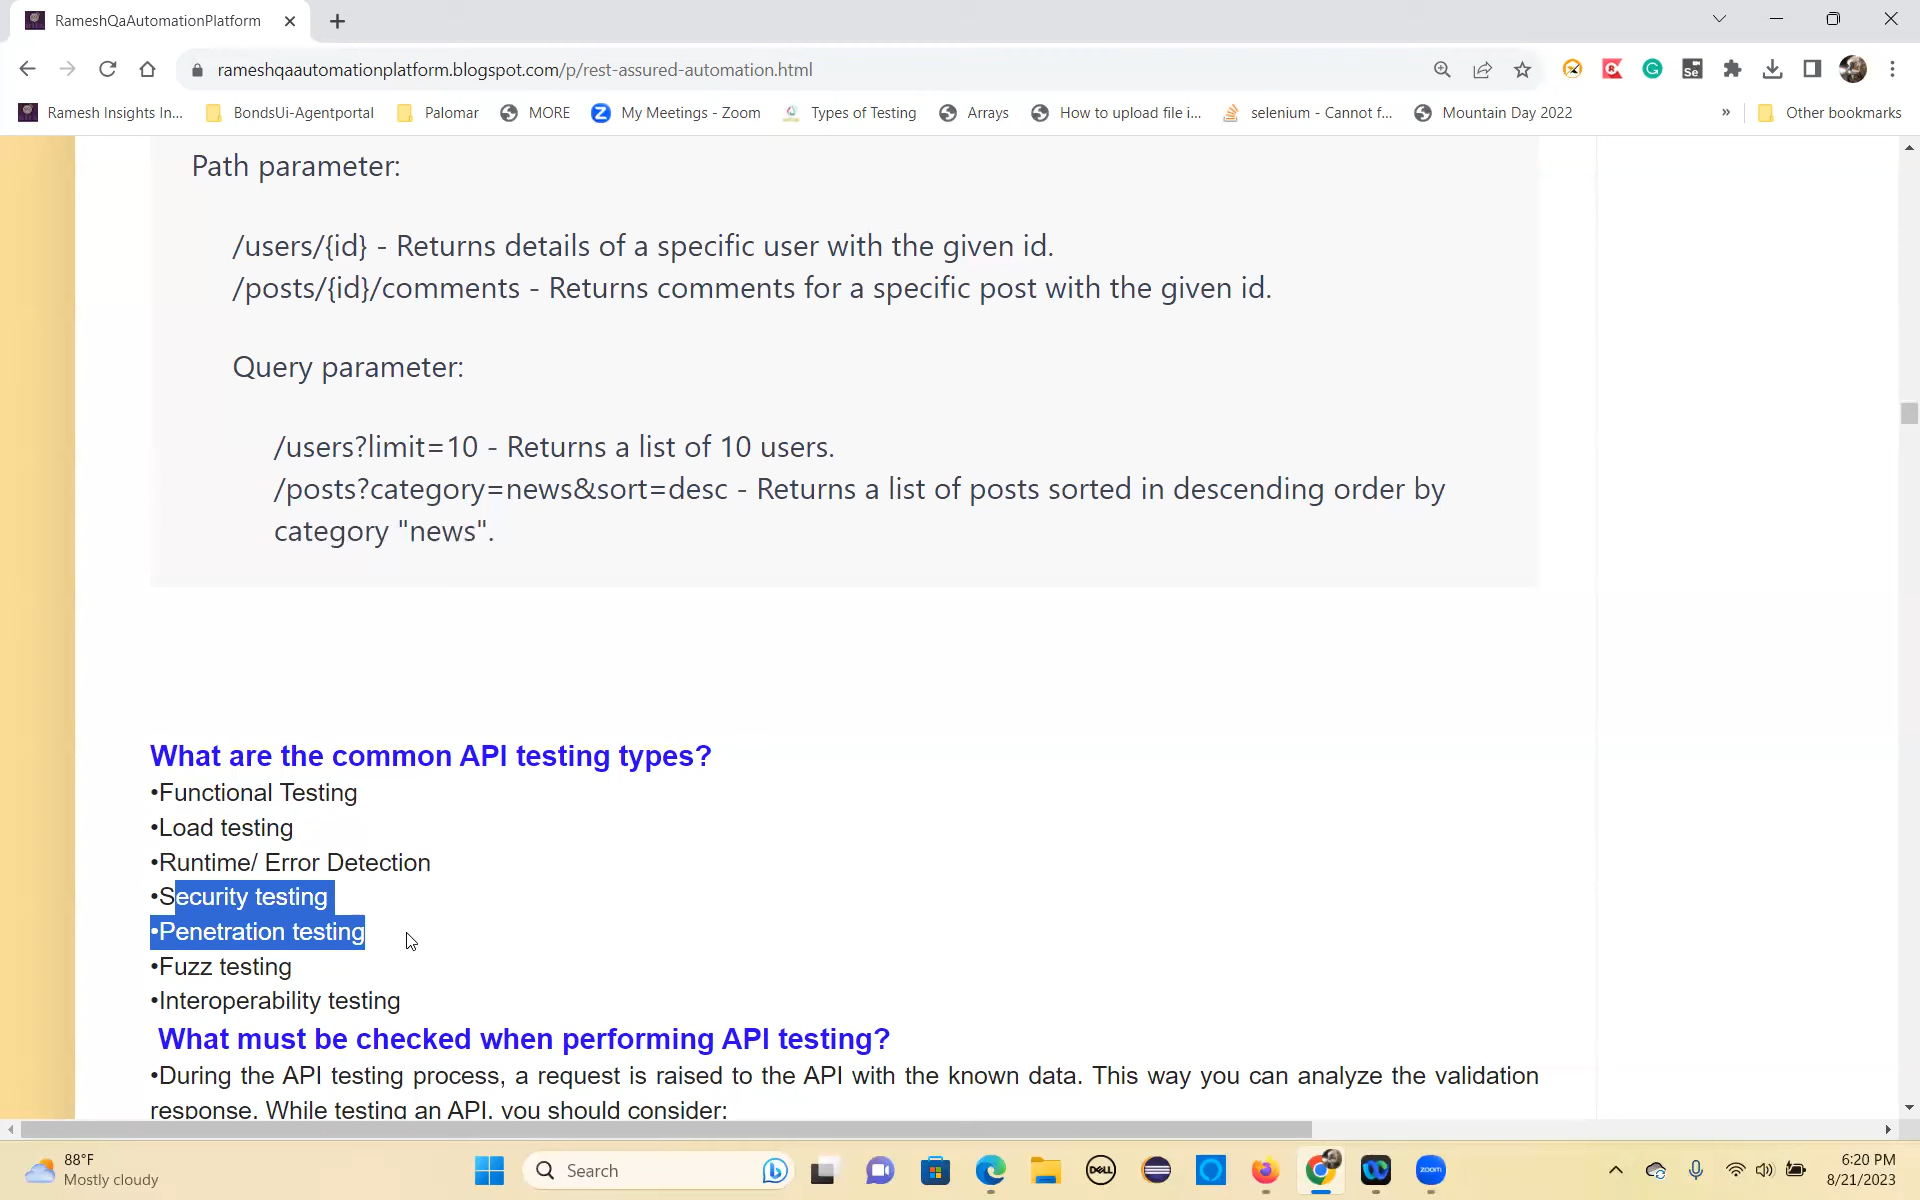 RameshQaAutomationPlatform
rameshqaautomationplatform.blogspot.com/p/rest-assured-automation.html
Ramesh Insights In... BondsUi-Agentportal Palomar MORE My Meetings - Zoom Types of Testing Arrays How to upload file i... selenium - Cannot f... Mountain Day 2022 » Other bookmarks
Path parameter:
/users/{id} - Returns details of a specific user with the given id.
/posts/{id}/comments - Returns comments for a specific post with the given id.
Query parameter:
/users?limit=10 - Returns a list of 10 users.
/posts?category=news&sort=desc - Returns a list of posts sorted in descending order by
category "news".
What are the common API testing types?
•Functional Testing
•Load testing
•Runtime/ Error Detection
•Security testing
•Penetration testing
•Fuzz testing
•Interoperability testing
What must be checked when performing API testing?
•During the API testing process, a request is raised to the API with the known data. This way you can analyze the validation
response. While testing an API, you should consider:
88°F
Mostly cloudy
Search
DELL
zoom
6:20 PM
8/21/2023